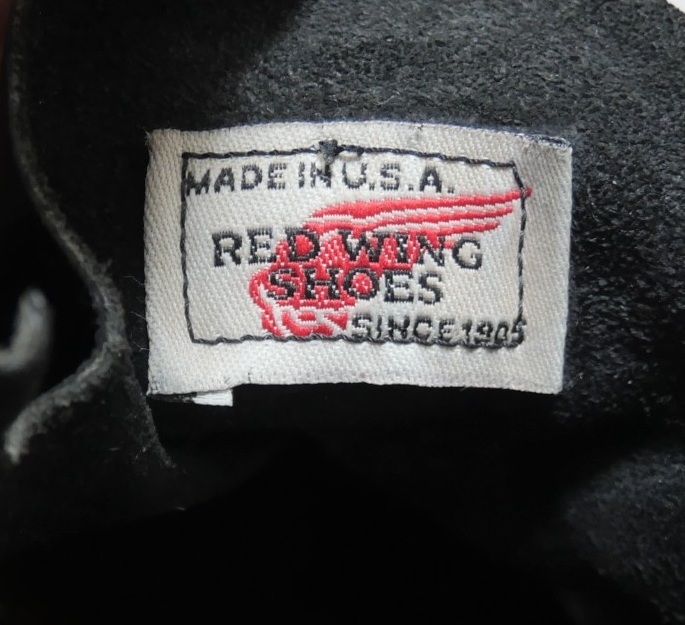 MADE IN U.S.A.
RED WING
SHOES
SINCE 1905